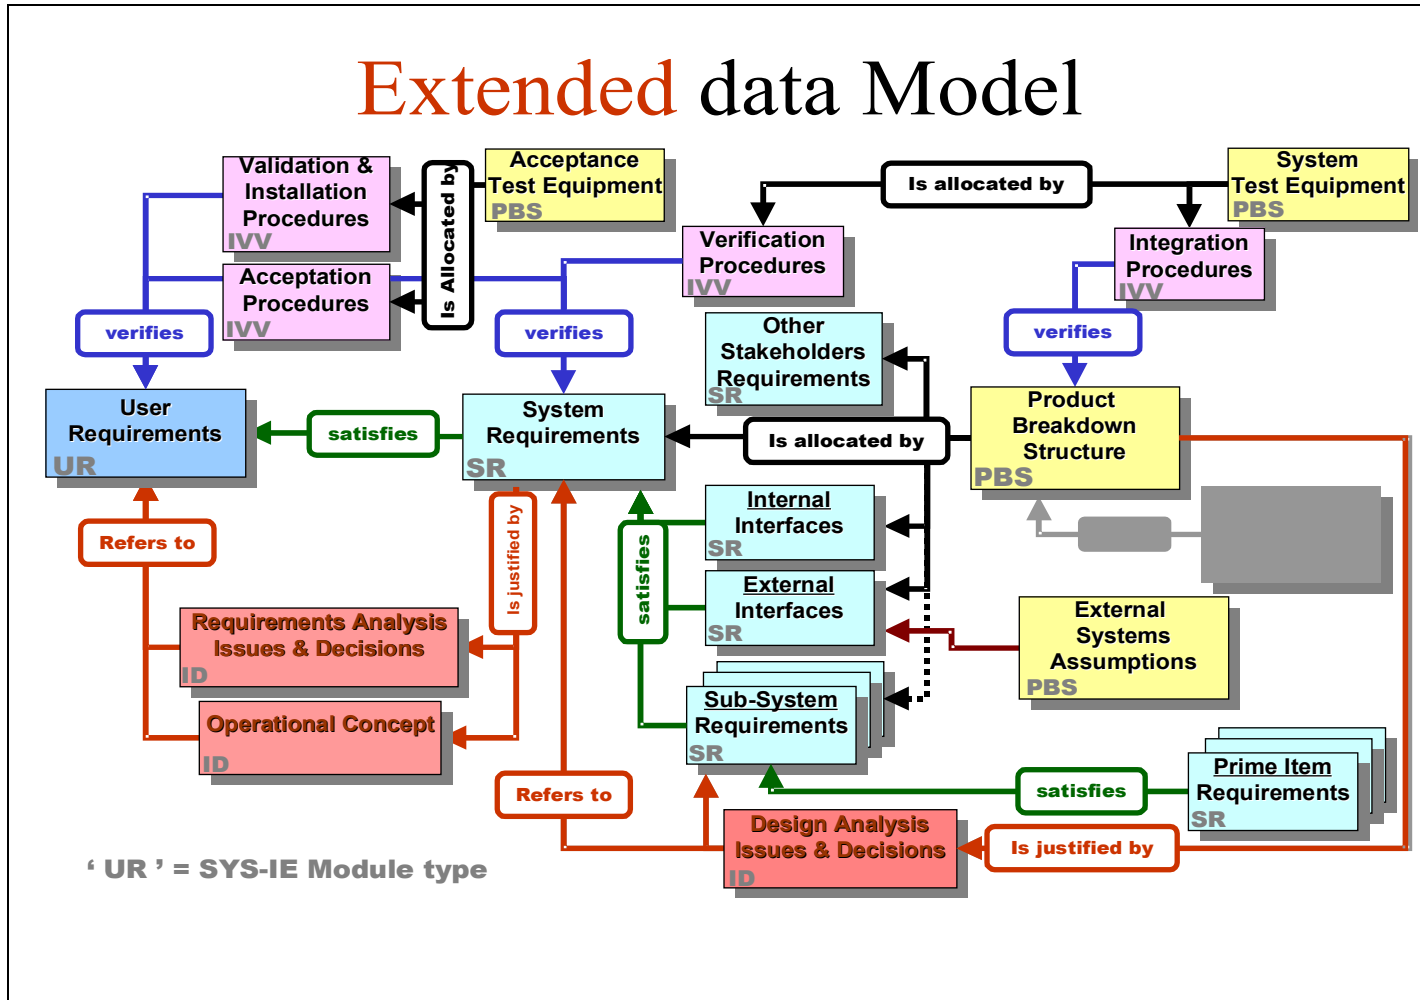 Extended data Model
Validation &
Installation
Procedures
IVV
Is Allocated by
Acceptance
Test Equipment
PBS
Is allocated by
System
Test Equipment
PBS
Verification
Procedures
IVV
Integration
Procedures
IVV
Acceptation
Procedures
IVV
verifies
verifies
verifies
Other
Stakeholders
Requirements
SR
User
Requirements
UR
satisfies
System
Requirements
SR
Is allocated by
Product
Breakdown
Structure
PBS
Refers to
Is justified by
satisfies
Internal
Interfaces
SR
External
Interfaces
SR
External
Systems
Assumptions
PBS
Requirements Analysis
Issues & Decisions
ID
Operational Concept
ID
Sub-System
Requirements
SR
Refers to
satisfies
Prime Item
Requirements
SR
Design Analysis
Issues & Decisions
ID
Is justified by
‘ UR ’ = SYS-IE Module type